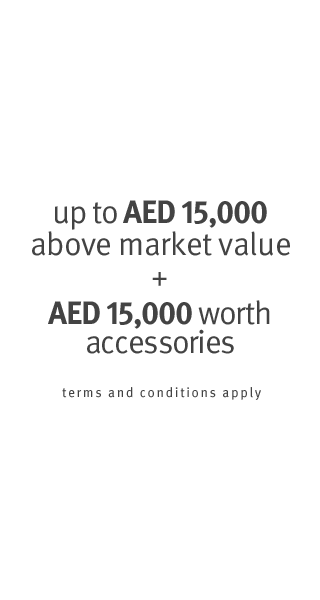 up to AED 15,000
above market value
+
AED 15,000 worth
accessories
terms and conditions apply